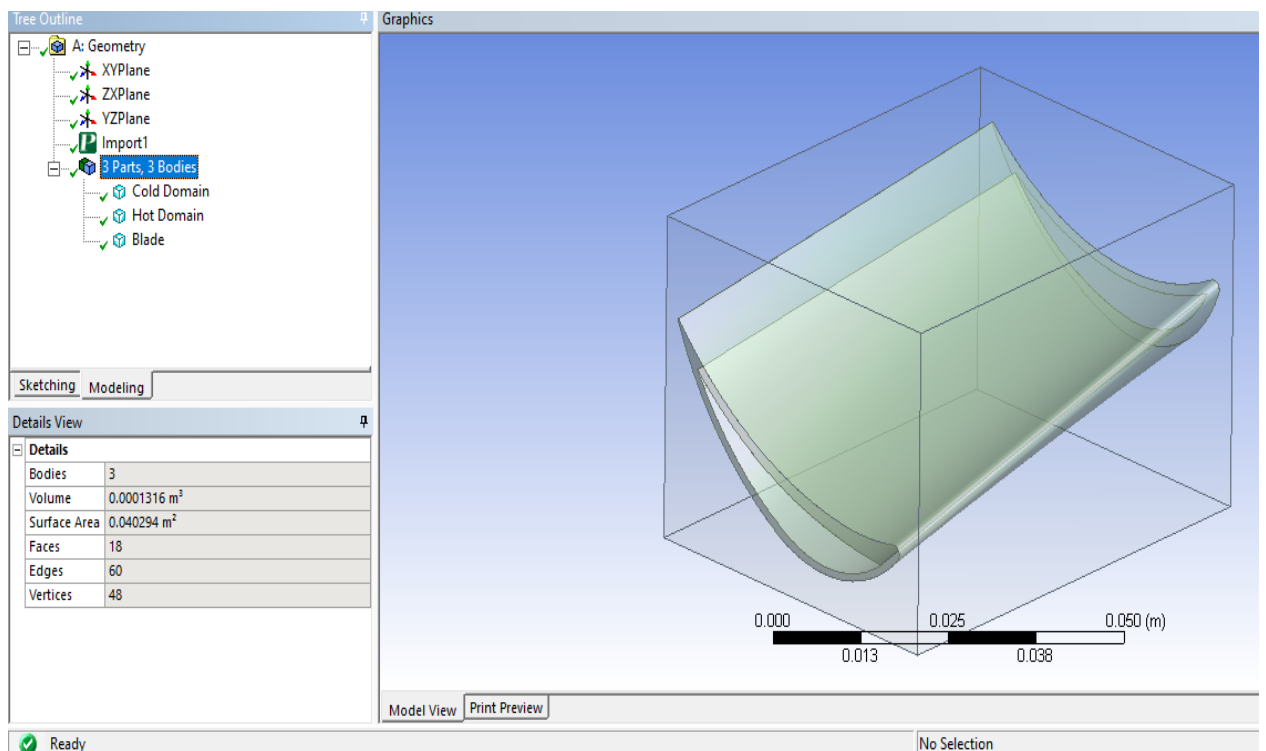 Tree Outline
A: Geometry
XYPlane
ZXPlane
YZPlane
Import1
3 Parts, 3 Bodies
Cold Domain
Hot Domain
Blade
Sketching Modeling
Details View
Details
Bodies 3
Volume 0.0001316 m³
Surface Area 0.040294 m²
Faces 18
Edges 60
Vertices 48
Graphics
0.000 0.025 0.050 (m)
0.013 0.038
Model View Print Preview
Ready No Selection